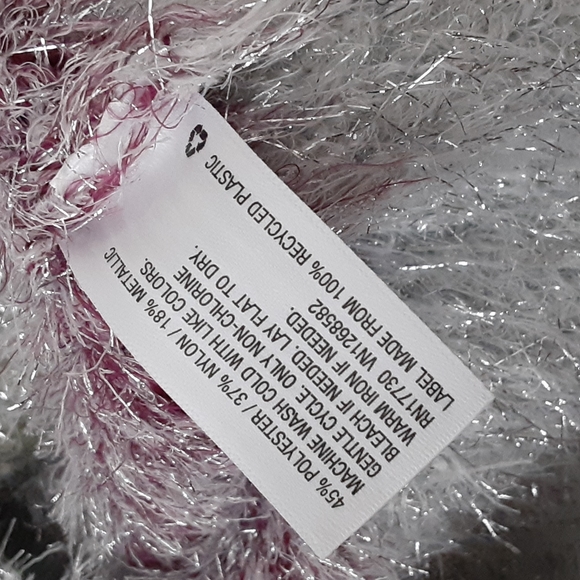 45% POLYESTER / 37% NYLON / 18% METALLIC
MACHINE WASH COLD WITH LIKE COLORS.
GENTLE CYCLE. ONLY NON-CHLORINE
BLEACH IF NEEDED. LAY FLAT TO DRY.
WARM IRON IF NEEDED.
RN17730 VN1288582
LABEL MADE FROM 100% RECYCLED PLASTIC